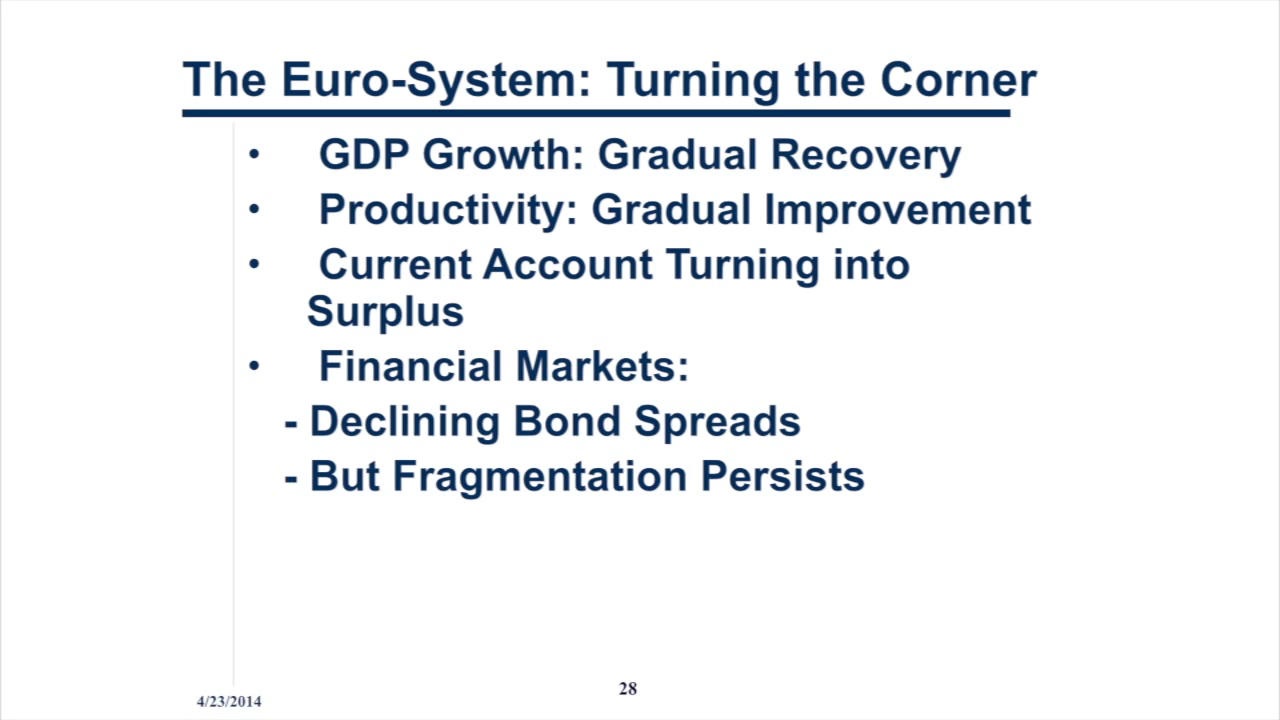 The Euro-System: Turning the Corner
• GDP Growth: Gradual Recovery
• Productivity: Gradual Improvement
• Current Account Turning into
Surplus
• Financial Markets:
- Declining Bond Spreads
- But Fragmentation Persists
28
4/23/2014